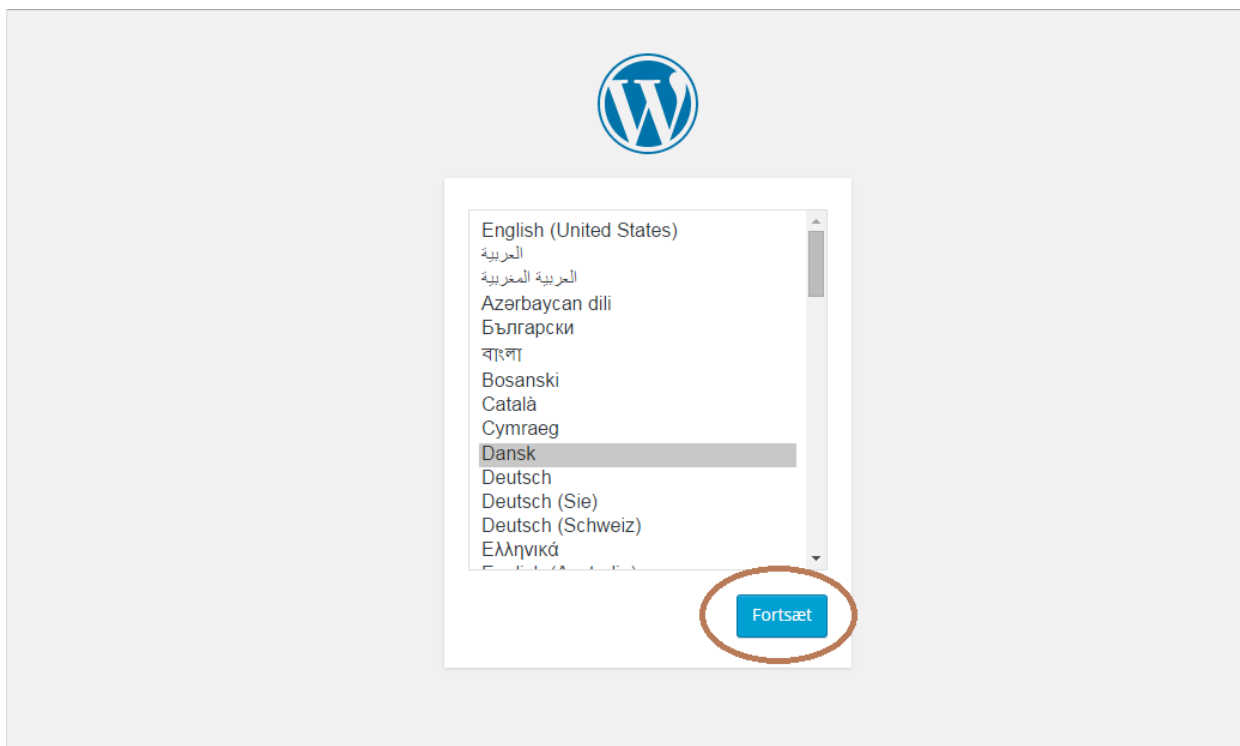 English (United States)
العربية
العربية المغربية
Azərbaycan dili
Български
বাংলা
Bosanski
Català
Cymraeg
Dansk
Deutsch
Deutsch (Sie)
Deutsch (Schweiz)
Ελληνικά
Fortsæt